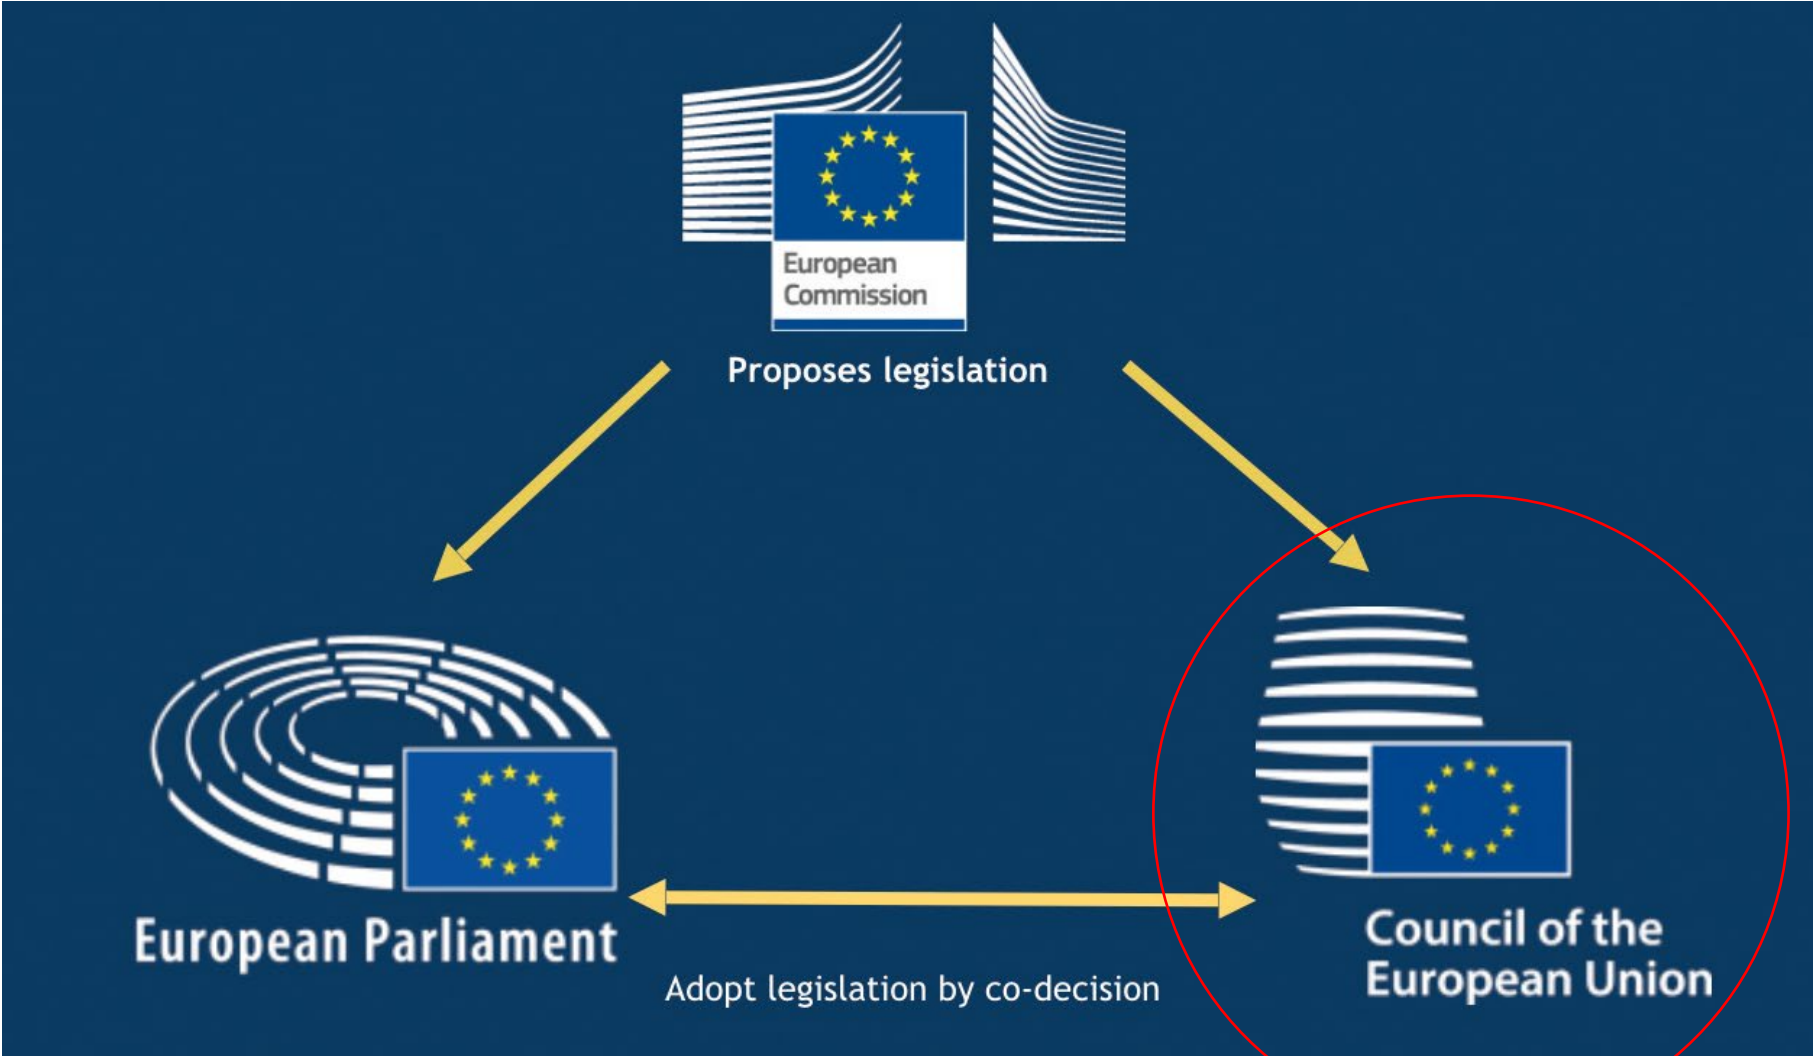 European
Commission
Proposes legislation
European Parliament
Adopt legislation by co-decision
Council of the
European Union